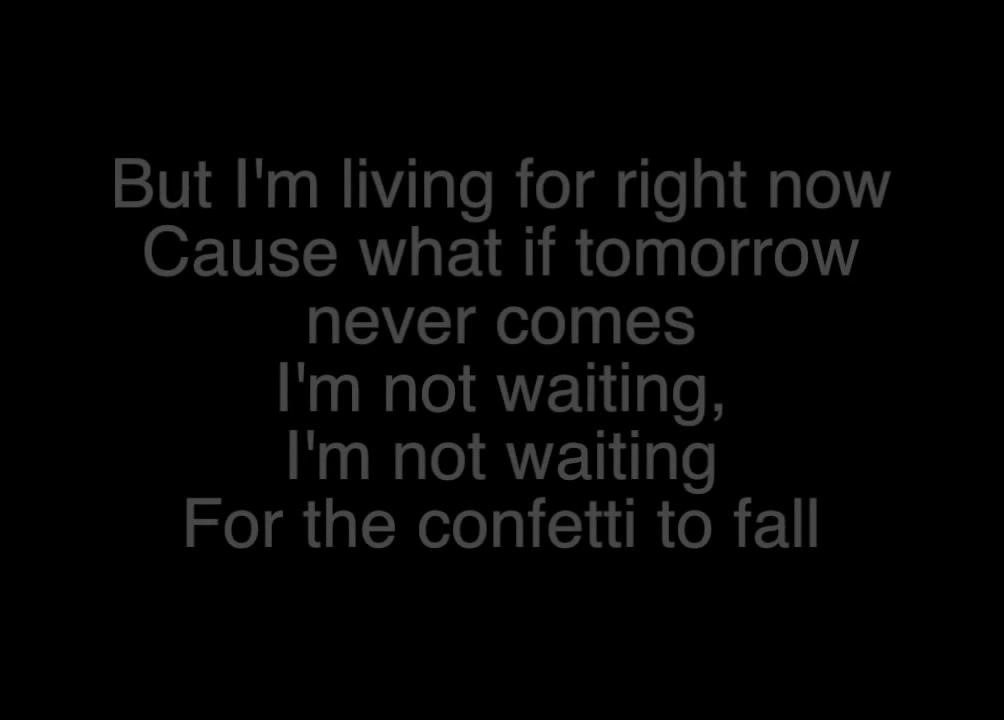 But I'm living for right now
Cause what if tomorrow
never comes
I'm not waiting,
I'm not waiting
For the confetti to fall